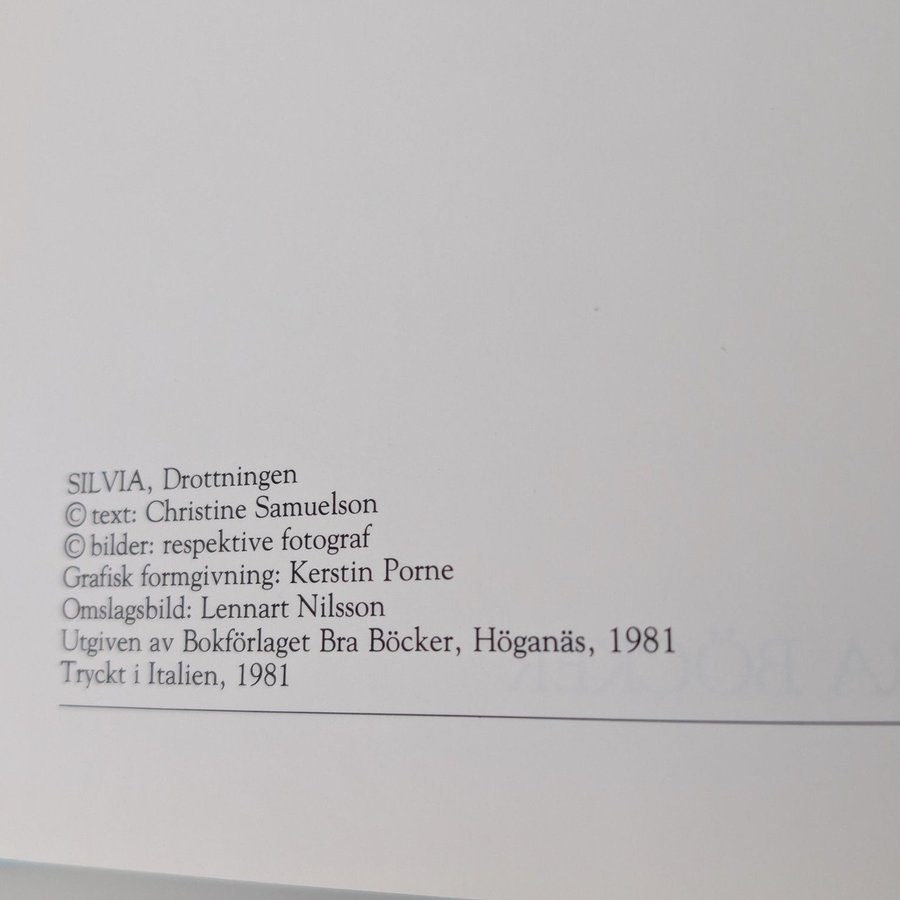 SILVIA, Drottningen
© text: Christine Samuelson
© bilder: respektive fotograf
Grafisk formgivning: Kerstin Porne
Omslagsbild: Lennart Nilsson
Utgiven av Bokförlaget Bra Böcker, Höganäs, 1981
Tryckt i Italien, 1981